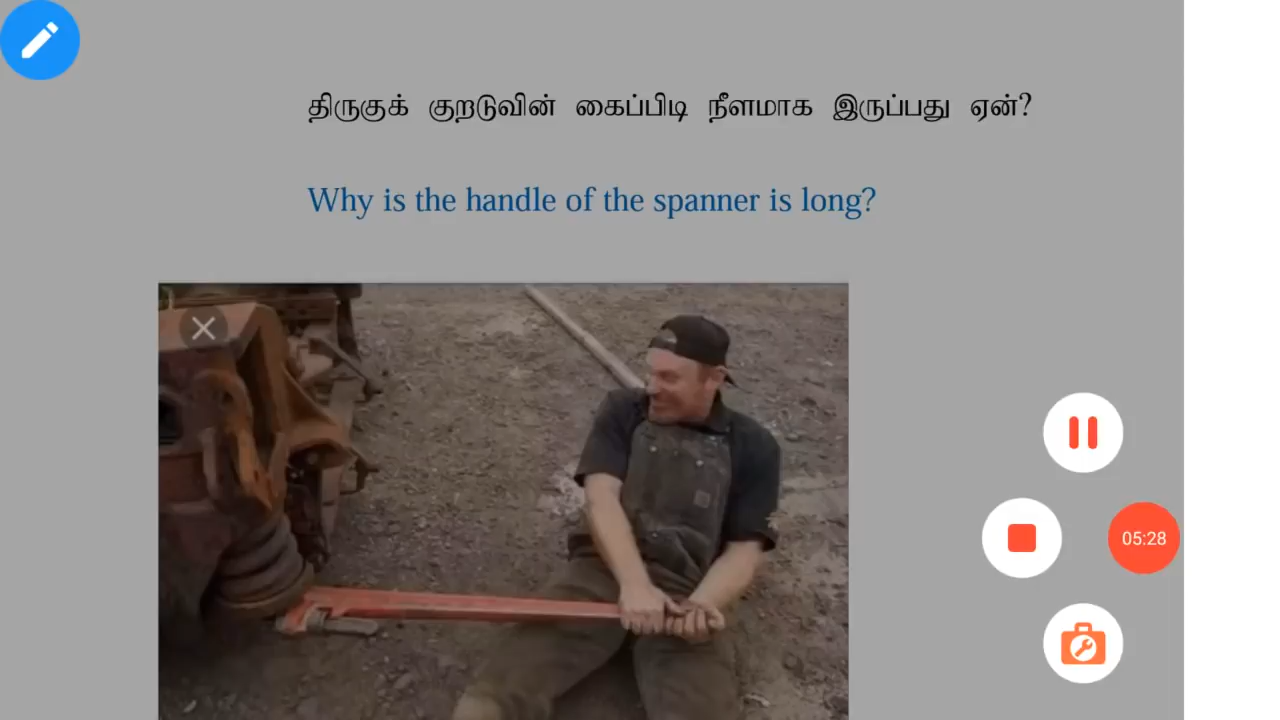 திருகுக் குறடுவின் கைப்பிடி நீளமாக இருப்பது ஏன்?
Why is the handle of the spanner is long?
05:28